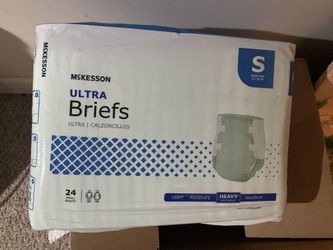 MCKESSON
MCKESSON
S
ULTRA
Briefs
ULTRA | CALZONCILLOS
24
LIGHT MODERATE HEAVY MAXIMUM